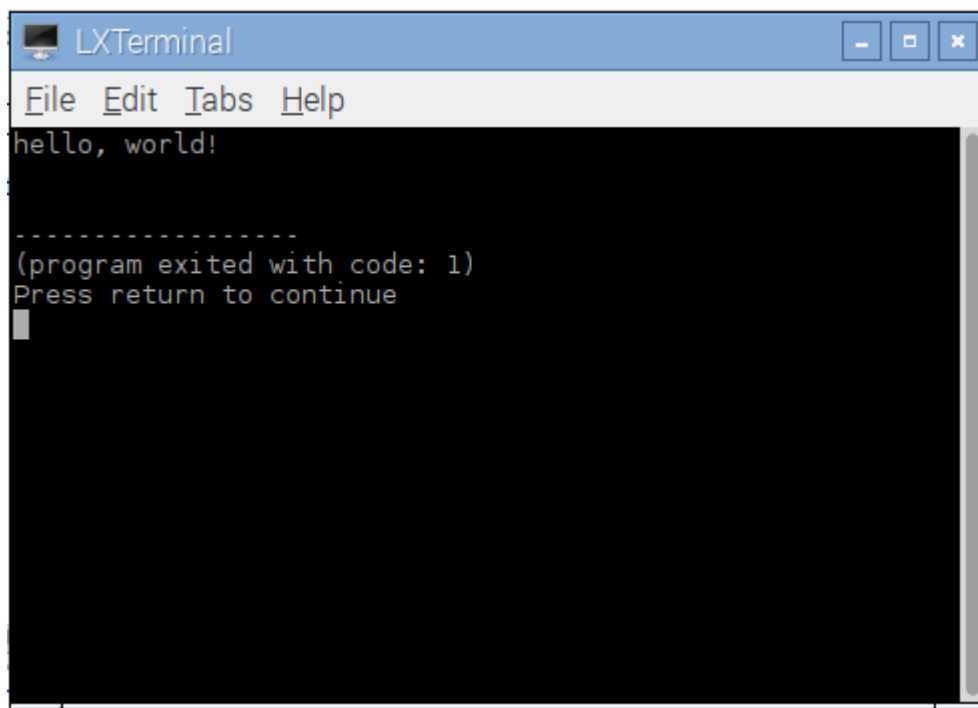 LXTerminal
File Edit Tabs Help
hello, world!
------------------
(program exited with code: 1)
Press return to continue